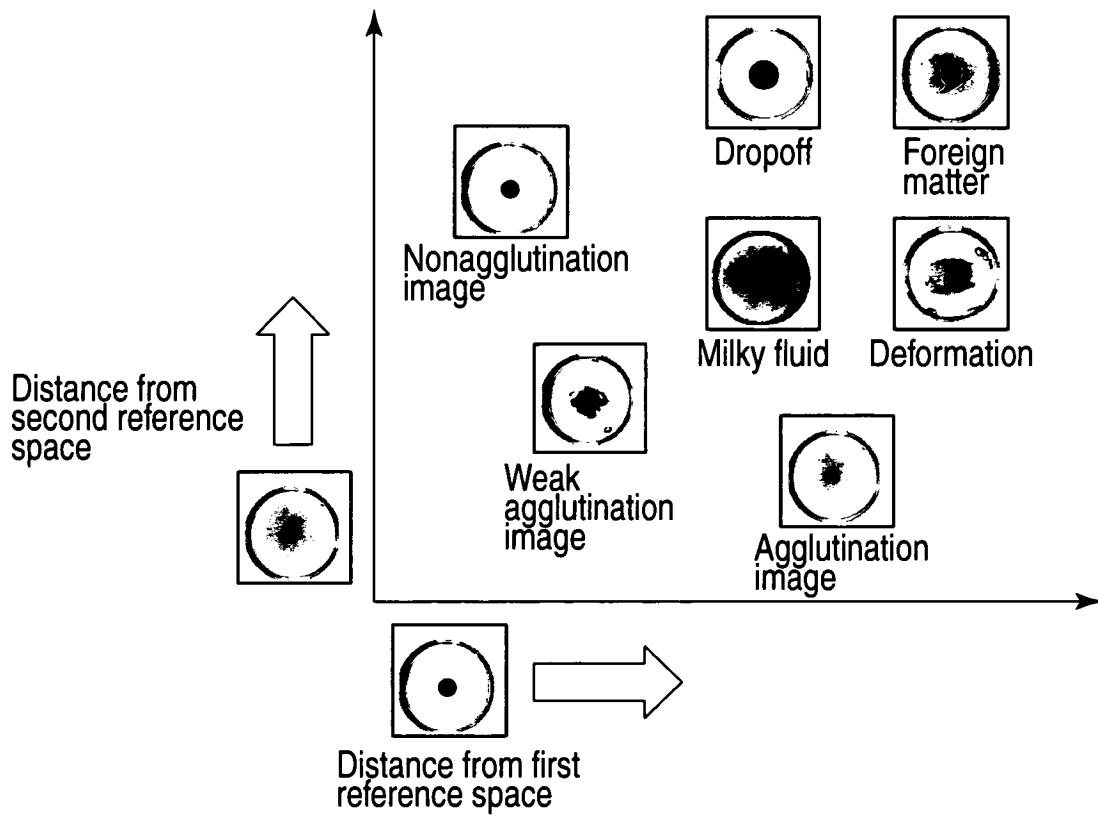 Dropoff
Foreign
matter
Nonagglutination
image
Milky fluid
Deformation
Distance from
second reference
space
Weak
agglutination
image
Agglutination
image
Distance from first
reference space